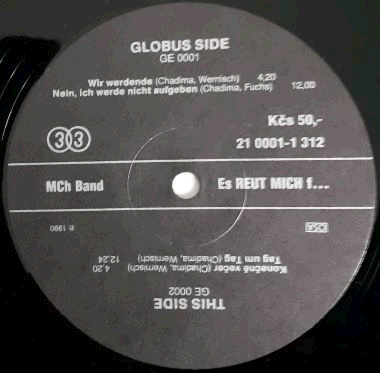 GLOBUS SIDE
GE 0001
Wir werdende (Chadima, Wernisch) 4,20
Nein, ich werde nicht aufgeben (Chadima, Fuchs) 12,00
Kčs 50,-
33
21 0001-1 312
MCh Band
Es REUT MICH f...
℗ 1990
OSA
THIS SIDE
GE 0002
Konečně večer (Chadima, Wernisch) 4,20
Tag um Tag (Chadima, Wernisch) 12,24